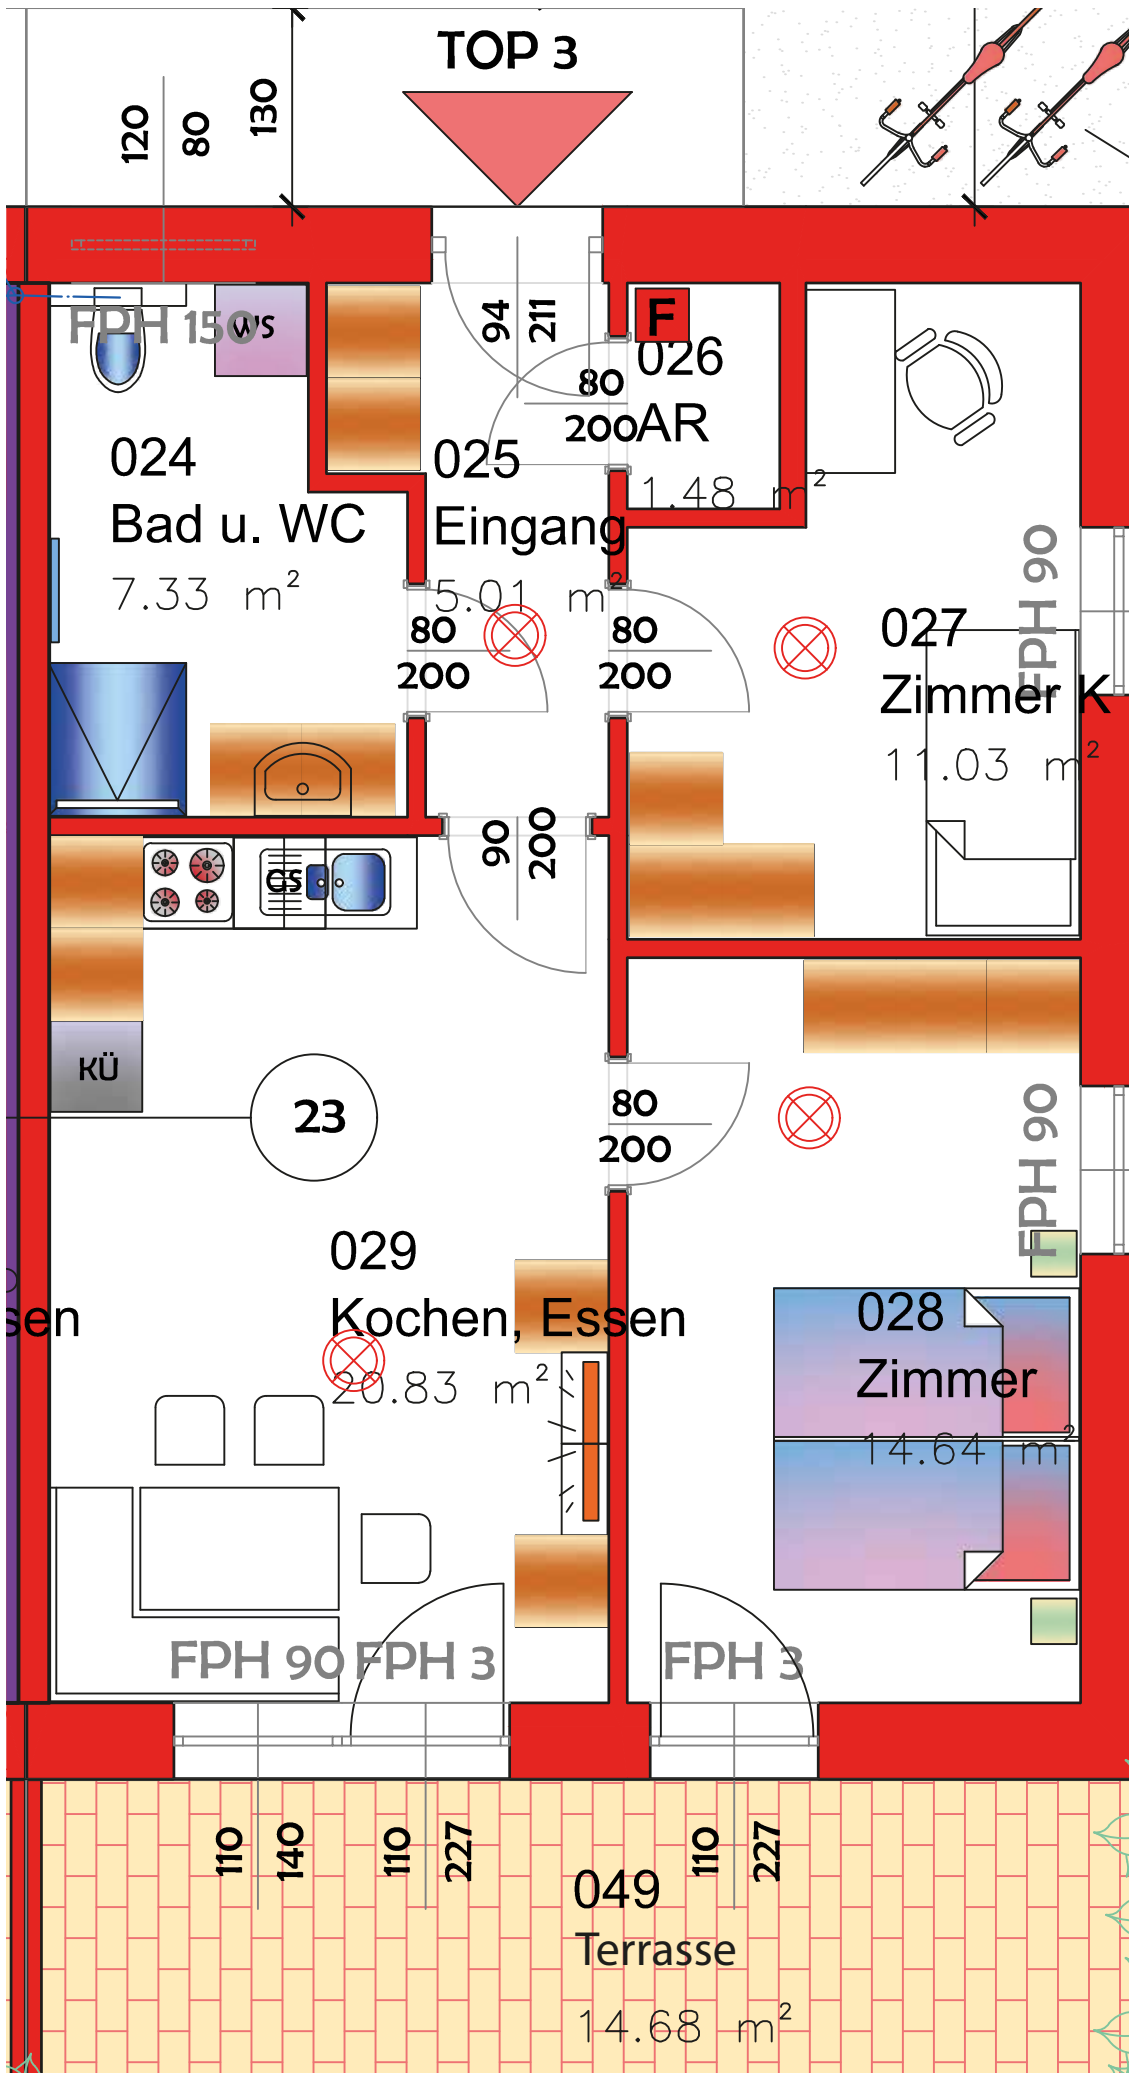 TOP 3
120
80
130
FPH 150
WS
94
211
F
026
AR
1.48 m²
80
200
024
Bad u. WC
7.33 m²
025
Eingang
5.01 m²
80
200
80
200
FPH 90
027
Zimmer K
11.03 m²
90
200
GS
KÜ
23
80
200
FPH 90
029
Kochen, Essen
20.83 m²
sen
028
Zimmer
14.64 m²
FPH 90
FPH 3
FPH 3
110
140
110
227
110
227
049
Terrasse
14.68 m²